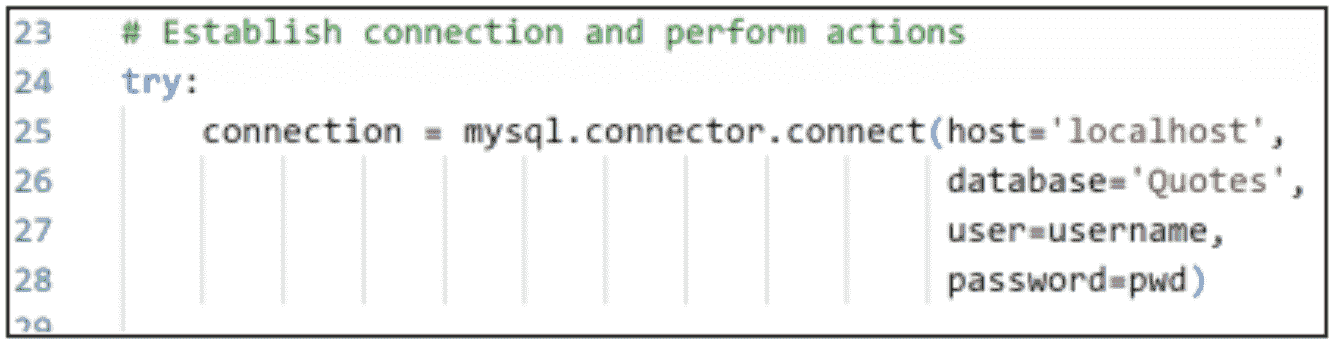 23 # Establish connection and perform actions
24 try:
25 connection = mysql.connector.connect(host='localhost',
26 database='Quotes',
27 user=username,
28 password=pwd)
29